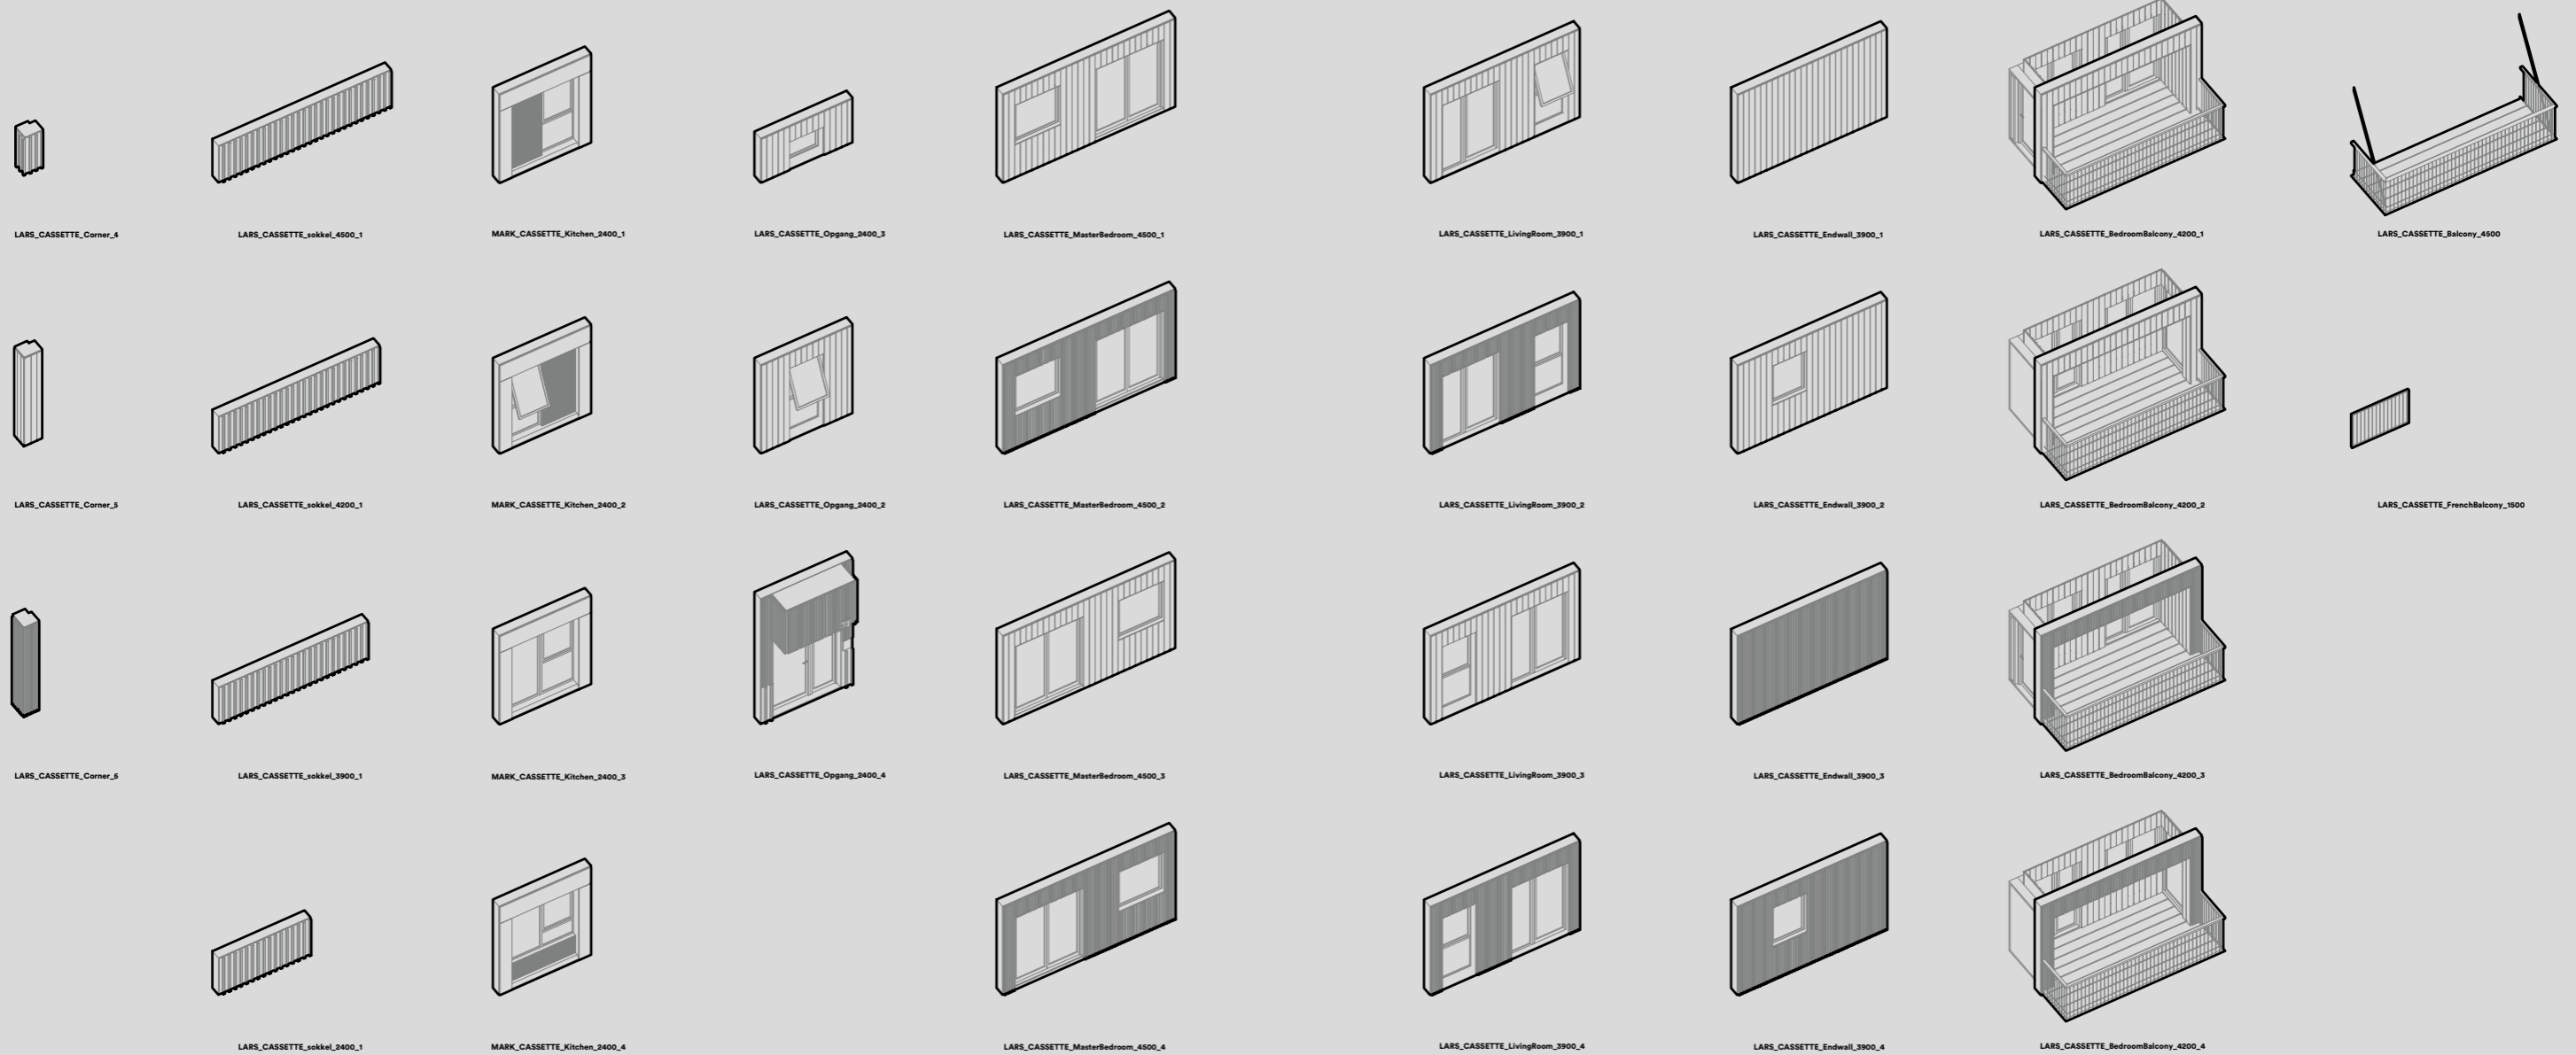 LARS_CASSETTE_Corner_4
LARS_CASSETTE_sokkel_4500_1
MARK_CASSETTE_Kitchen_2400_1
LARS_CASSETTE_Opgang_2400_3
LARS_CASSETTE_MasterBedroom_4500_1
LARS_CASSETTE_LivingRoom_3900_1
LARS_CASSETTE_Endwall_3900_1
LARS_CASSETTE_BedroomBalcony_4200_1
LARS_CASSETTE_Balcony_4500
LARS_CASSETTE_Corner_5
LARS_CASSETTE_sokkel_4200_1
MARK_CASSETTE_Kitchen_2400_2
LARS_CASSETTE_Opgang_2400_2
LARS_CASSETTE_MasterBedroom_4500_2
LARS_CASSETTE_LivingRoom_3900_2
LARS_CASSETTE_Endwall_3900_2
LARS_CASSETTE_BedroomBalcony_4200_2
LARS_CASSETTE_FrenchBalcony_1500
LARS_CASSETTE_Corner_6
LARS_CASSETTE_sokkel_3900_1
MARK_CASSETTE_Kitchen_2400_3
LARS_CASSETTE_Opgang_2400_4
LARS_CASSETTE_MasterBedroom_4500_3
LARS_CASSETTE_LivingRoom_3900_3
LARS_CASSETTE_Endwall_3900_3
LARS_CASSETTE_BedroomBalcony_4200_3
LARS_CASSETTE_sokkel_2400_1
MARK_CASSETTE_Kitchen_2400_4
LARS_CASSETTE_MasterBedroom_4500_4
LARS_CASSETTE_LivingRoom_3900_4
LARS_CASSETTE_Endwall_3900_4
LARS_CASSETTE_BedroomBalcony_4200_4